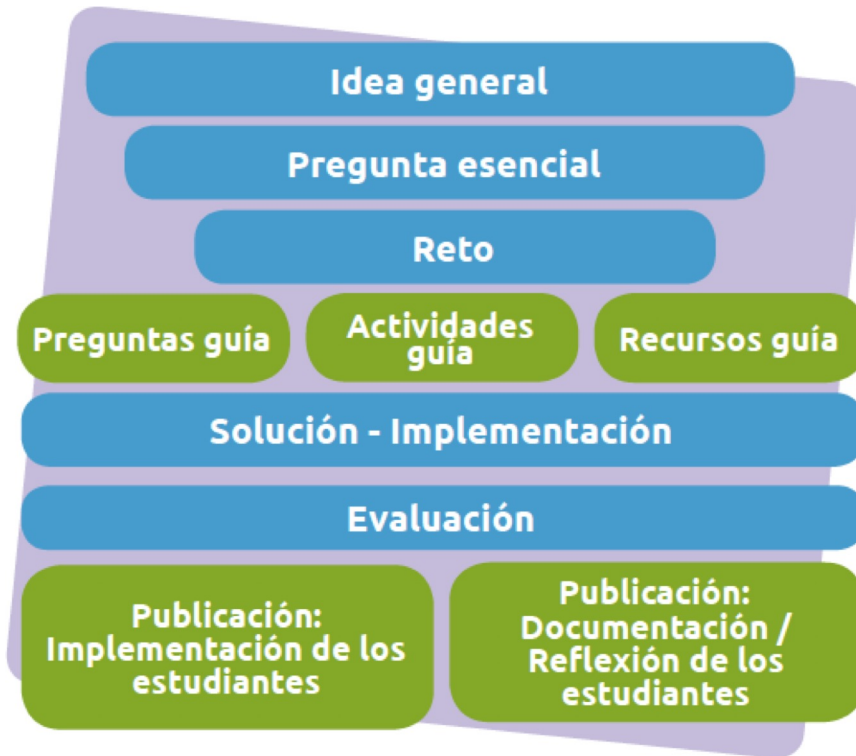 Idea general
Pregunta esencial
Reto
Preguntas guía
Actividades
guía
Recursos guía
Solución - Implementación
Evaluación
Publicación:
Implementación de los
estudiantes
Publicación:
Documentación /
Reflexión de los
estudiantes